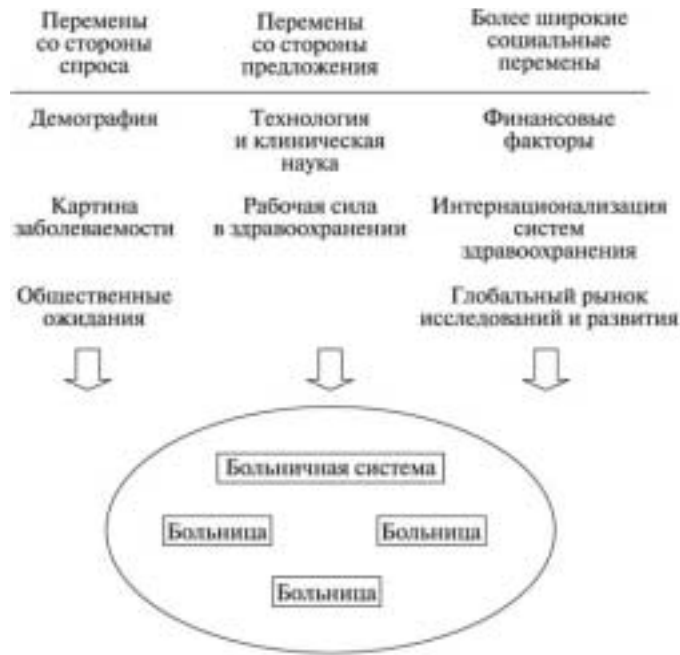 Перемены
со стороны
спроса
Перемены
со стороны
предложения
Более широкие
социальные
перемены
Демография
Технология
и клиническая
наука
Финансовые
факторы
Картина
заболеваемости
Рабочая сила
в здравоохранении
Интернационализация
систем
здравоохранения
Общественные
ожидания
Глобальный рынок
исследований и развития
Больничная система
Больница
Больница
Больница